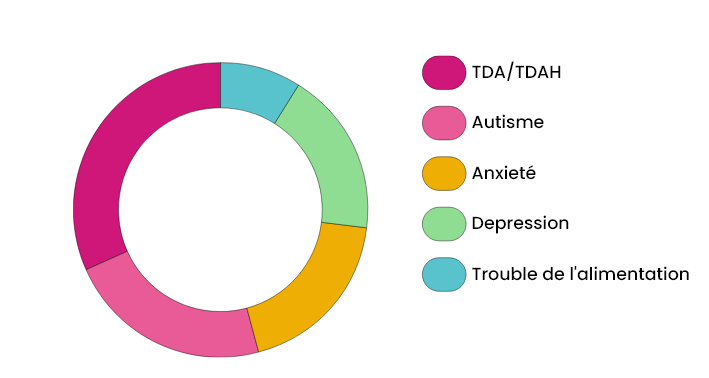 TDA/TDAH
Autisme
Anxieté
Depression
Trouble de l'alimentation